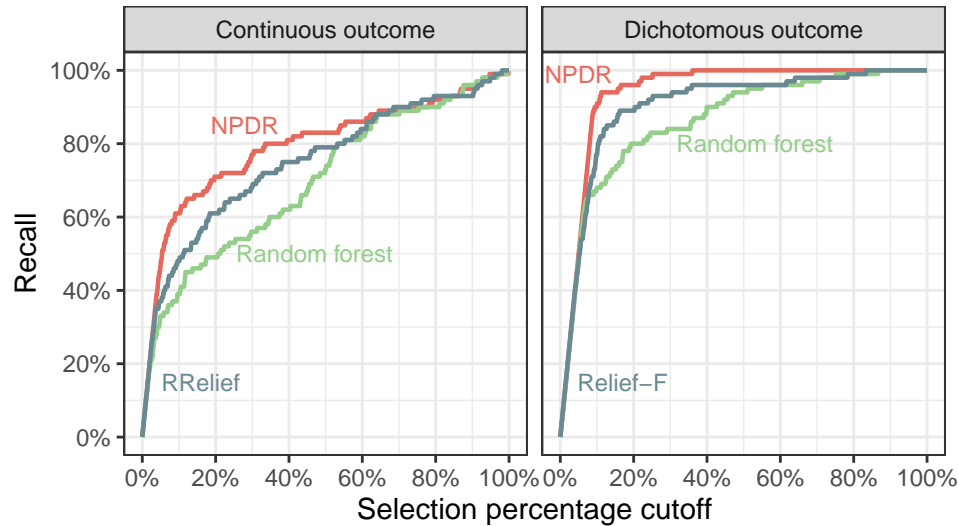 Continuous outcome
Dichotomous outcome
Recall
100%
80%
60%
40%
20%
0%
NPDR
Random forest
RRelief
NPDR
Random forest
Relief−F
0% 20% 40% 60% 80% 100%
0% 20% 40% 60% 80% 100%
Selection percentage cutoff